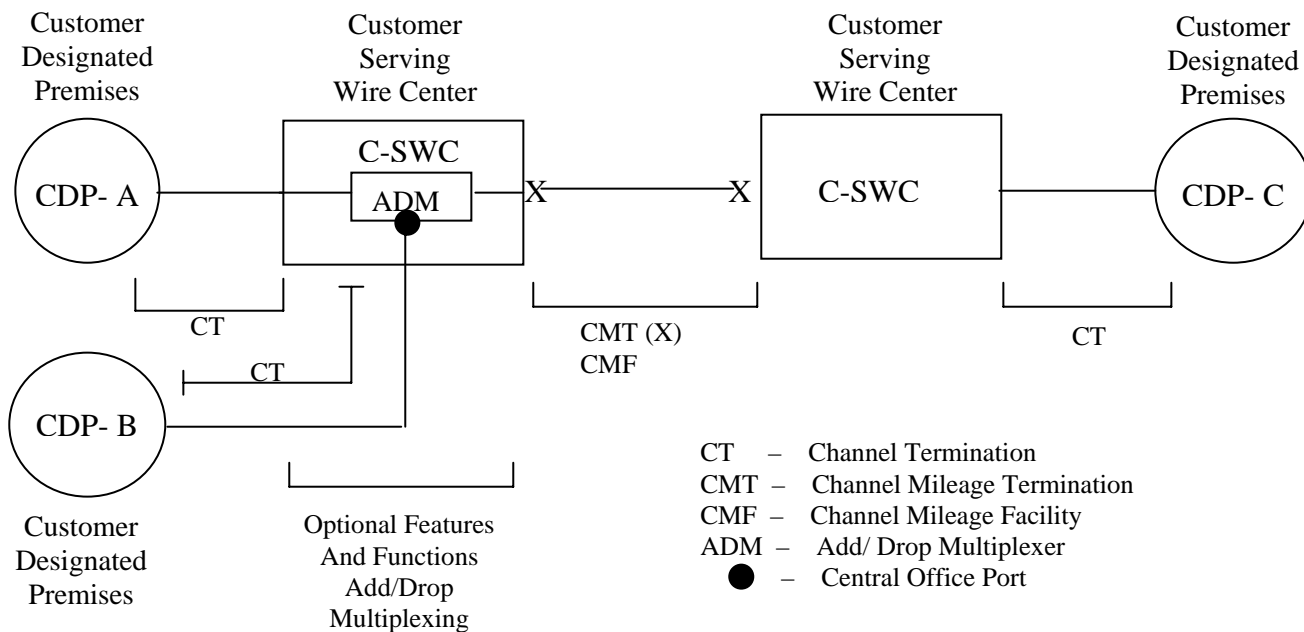 Customer
Designated
Premises
Customer
Serving
Wire Center
Customer
Serving
Wire Center
Customer
Designated
Premises
CDP- A
C-SWC
ADM
X
X
C-SWC
CDP- C
CT
CT
CMT (X)
CMF
CT
CDP- B
Customer
Designated
Premises
Optional Features
And Functions
Add/Drop
Multiplexing
CT – Channel Termination
CMT – Channel Mileage Termination
CMF – Channel Mileage Facility
ADM – Add/ Drop Multiplexer
– Central Office Port